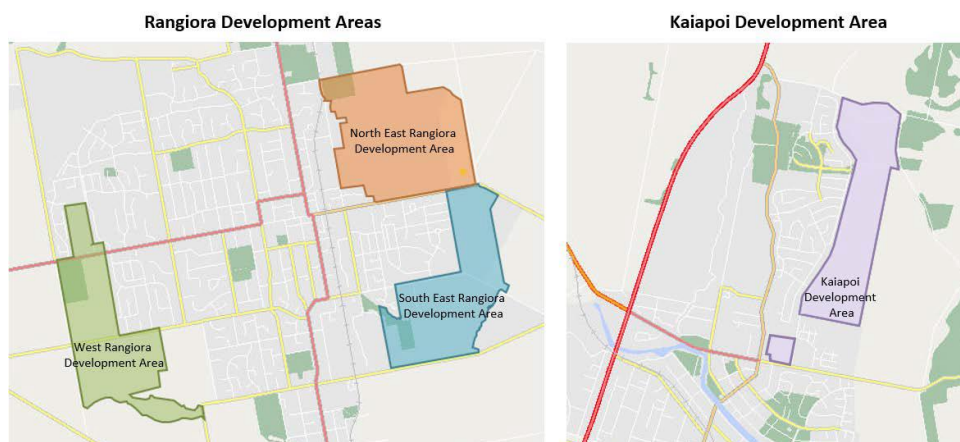 Rangiora Development Areas
Kaiapoi Development Area
North East Rangiora
Development Area
South East Rangiora
Development Area
West Rangiora
Development Area
Kaiapoi
Development
Area